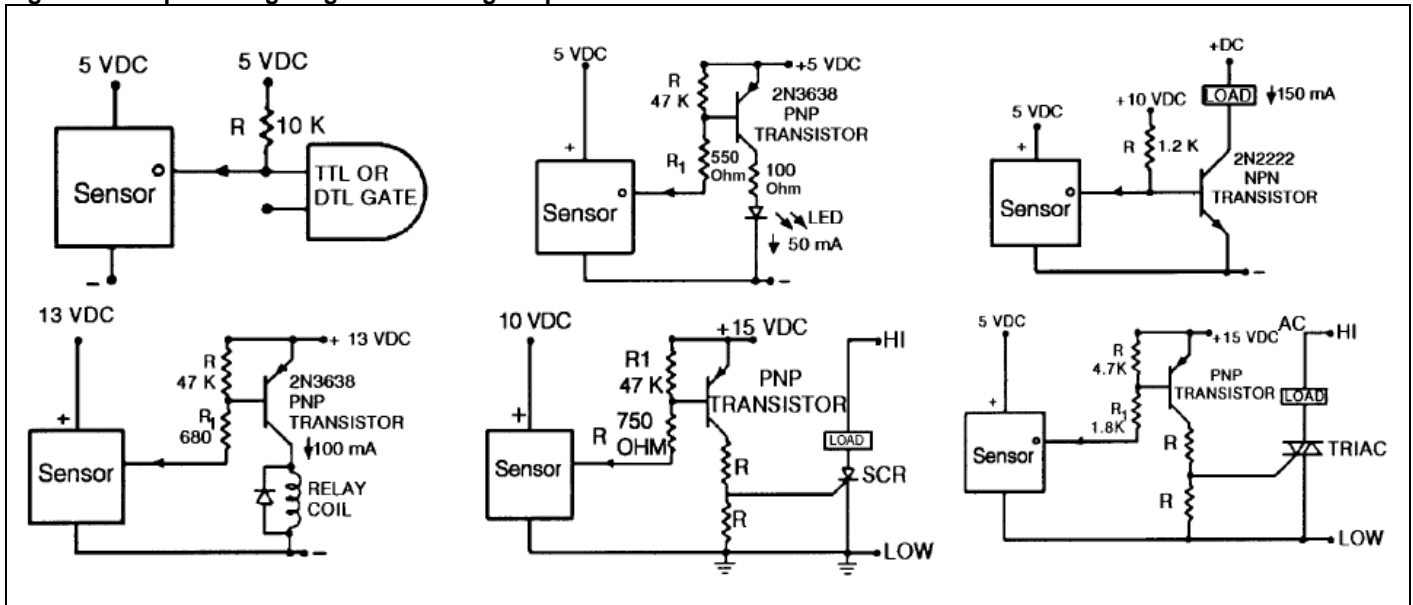 5 VDC
5 VDC
R
10 K
Sensor
TTL OR
DTL GATE
–
5 VDC
+5 VDC
R
47 K
2N3638
PNP
TRANSISTOR
R1
550
Ohm
100
Ohm
+
Sensor
LED
50 mA
–
+DC
LOAD
150 mA
+10 VDC
5 VDC
R
1.2 K
+
2N2222
NPN
TRANSISTOR
Sensor
–
13 VDC
+ 13 VDC
R
47 K
2N3638
PNP
TRANSISTOR
R1
680
+
100 mA
Sensor
RELAY
COIL
–
10 VDC
+15 VDC
HI
R1
47 K
PNP
TRANSISTOR
+
R
750
OHM
LOAD
Sensor
R
SCR
R
LOW
5 VDC
+15 VDC
AC
HI
R
4.7K
PNP
TRANSISTOR
LOAD
+
R1
1.8K
Sensor
R
TRIAC
R
LOW